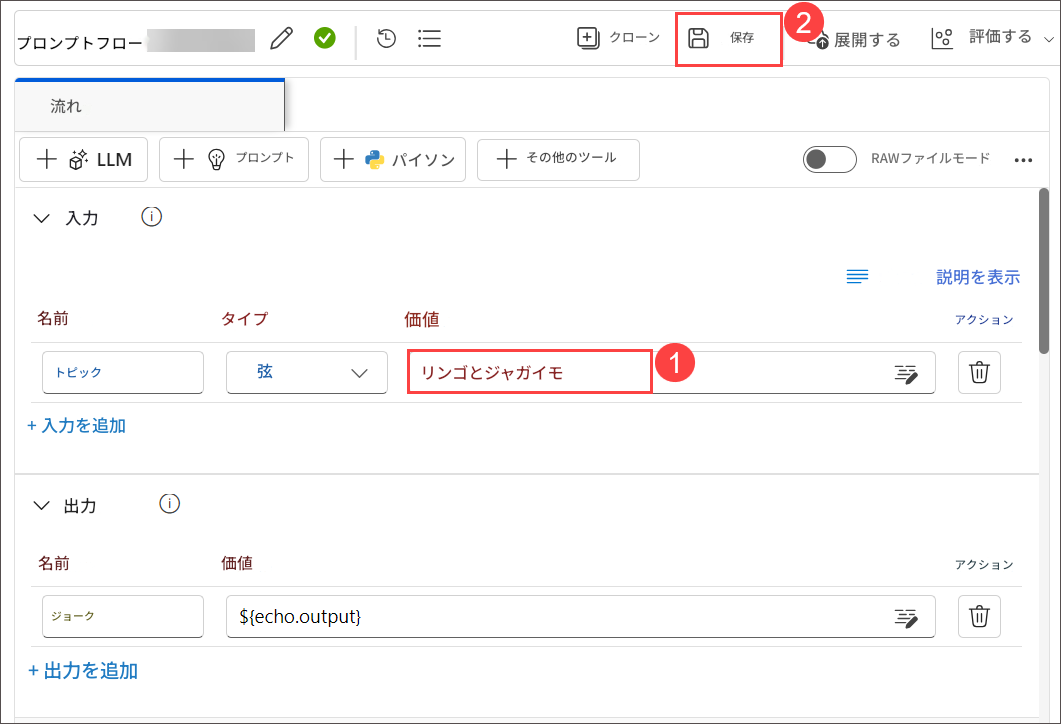 プロンプトフロー
クローン
保存
2
展開する
評価する
流れ
LLM
プロンプト
パイソン
その他のツール
RAWファイルモード
入力
説明を表示
名前 タイプ 価値 アクション
トピック 弦 リンゴとジャガイモ 1
+ 入力を追加
出力
名前 価値 アクション
ジョーク ${echo.output}
+ 出力を追加